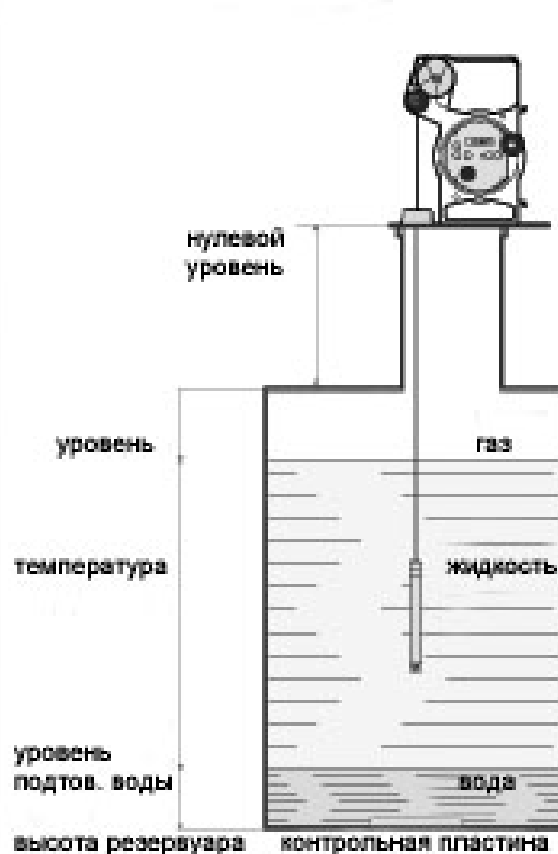 нулевой
уровень
уровень
газ
температура
жидкость
уровень
подтов. воды
вода
высота резервуара
контрольная пластина